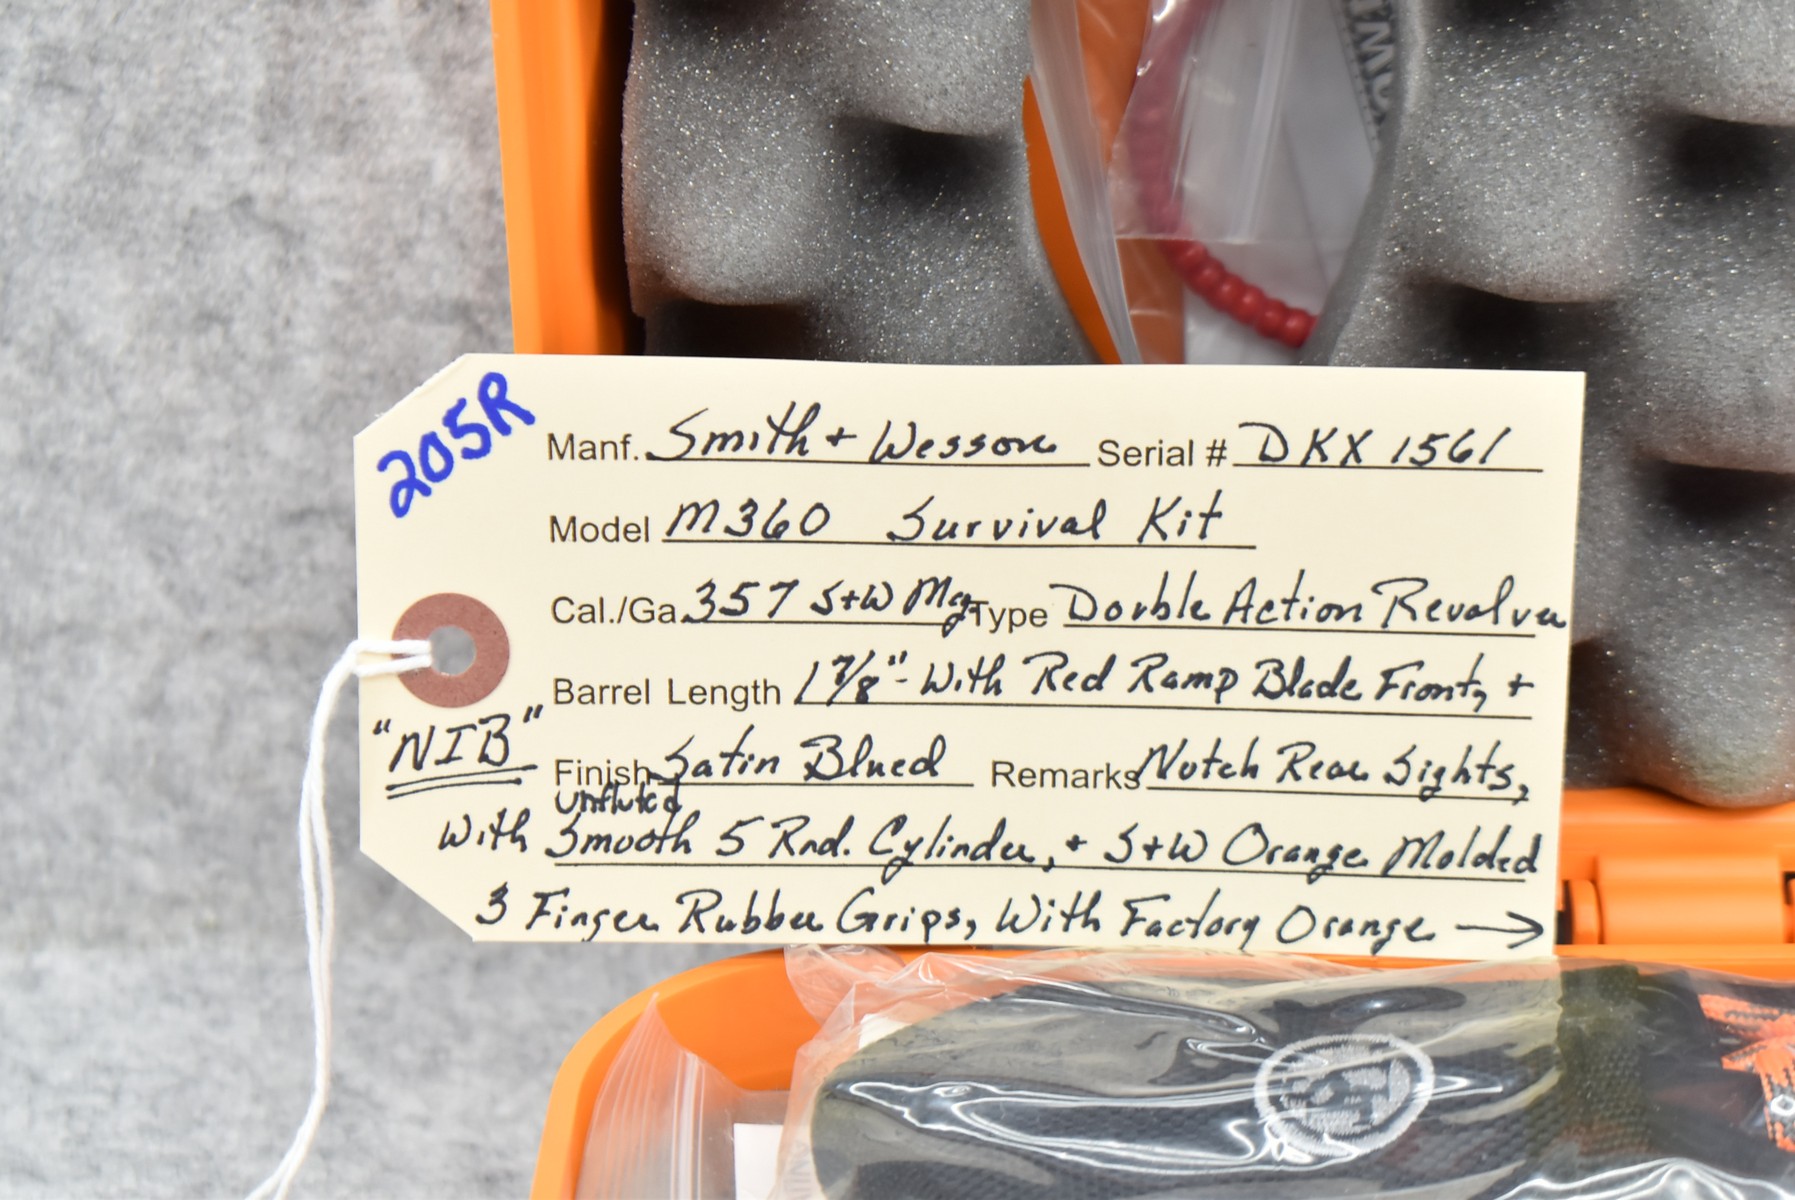 205R
Manf. Smith + Wesson Serial # DKX 1561
Model M360 Survival Kit
Cal./Ga. 357 S+W Mg. Type Double Action Revolver
Barrel Length 1 7/8" - With Red Ramp Blade Front, +
"NIB"
Finish Satin Blued Remarks Notch Rear Sights,
Unfluted
With Smooth 5 Rnd. Cylinder, + S+W Orange Molded
3 Finger Rubber Grips, With Factory Orange →